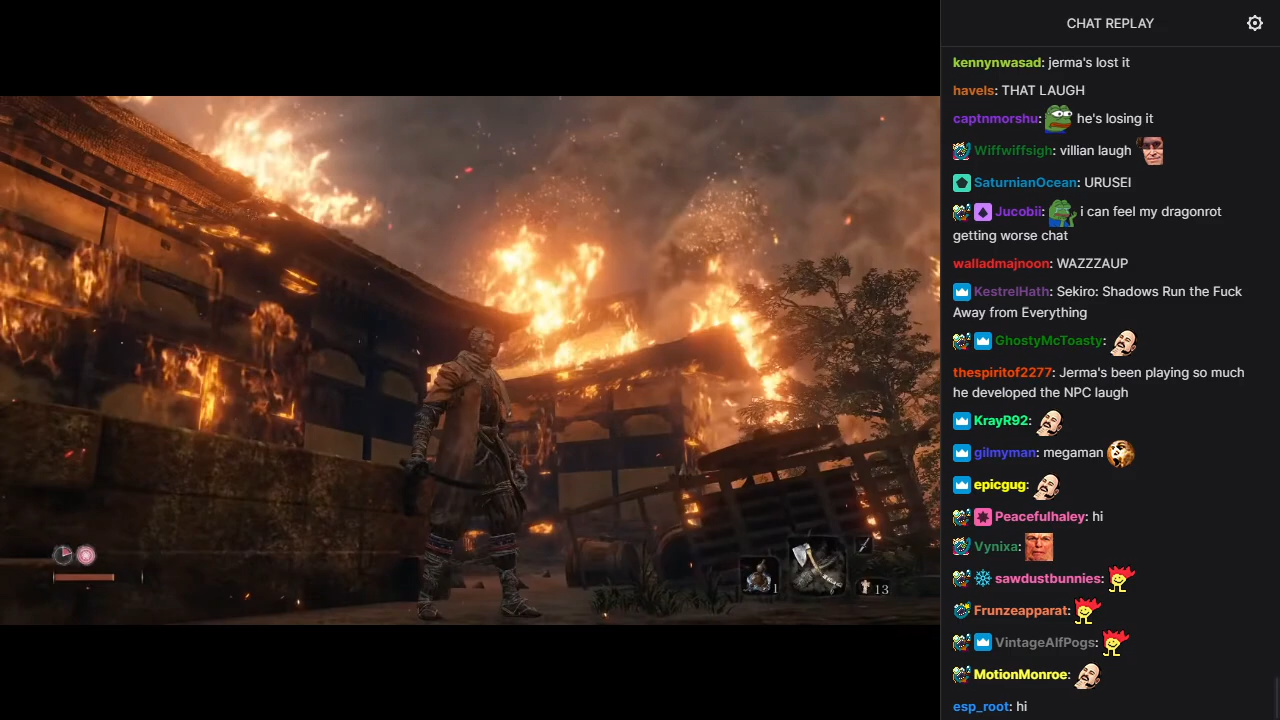 CHAT REPLAY
kennynwasad: jerma's lost it
havels: THAT LAUGH
captnmorshu: he's losing it
Wiffwiffsigh: villian laugh
SaturnianOcean: URUSEI
Jucobii: i can feel my dragonrot
getting worse chat
walladmajnoon: WAZZZAUP
KestrelHath: Sekiro: Shadows Run the Fuck
Away from Everything
GhostyMcToasty:
thespiritof2277: Jerma's been playing so much
he developed the NPC laugh
KrayR92:
gilmyman: megaman
epicgug:
Peacefulhaley: hi
Vynixa:
sawdustbunnies:
Frunzeapparat:
VintageAlfPogs:
MotionMonroe:
esp_root: hi
1
13